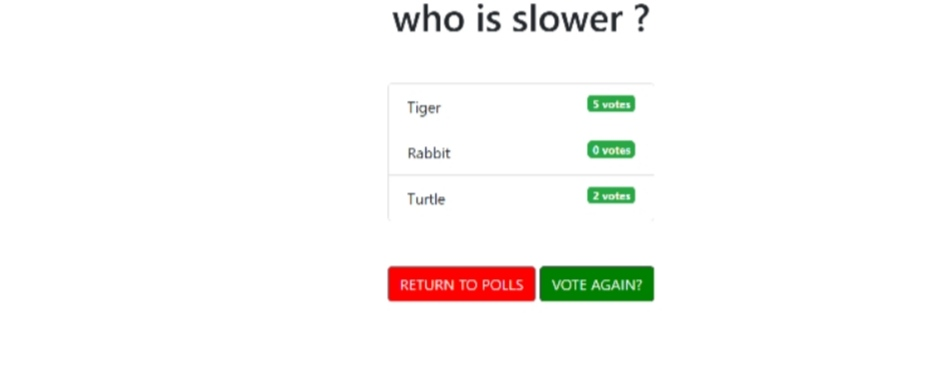 who is slower ?
Tiger 5 votes
Rabbit 0 votes
Turtle 2 votes
RETURN TO POLLS VOTE AGAIN?